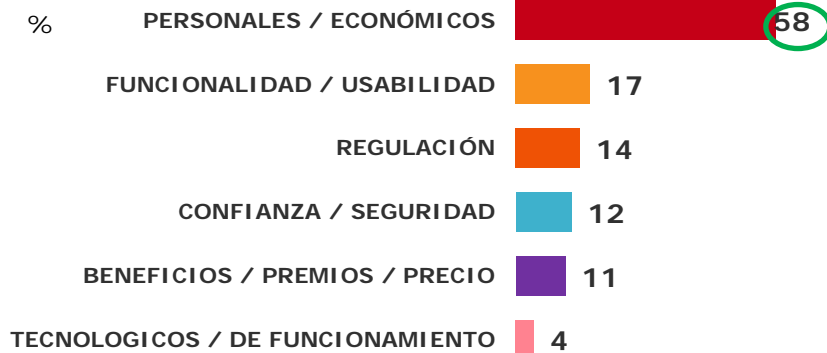 % PERSONALES / ECONÓMICOS 58
FUNCIONALIDAD / USABILIDAD 17
REGULACIÓN 14
CONFIANZA / SEGURIDAD 12
BENEFICIOS / PREMIOS / PRECIO 11
TECNOLOGICOS / DE FUNCIONAMIENTO 4